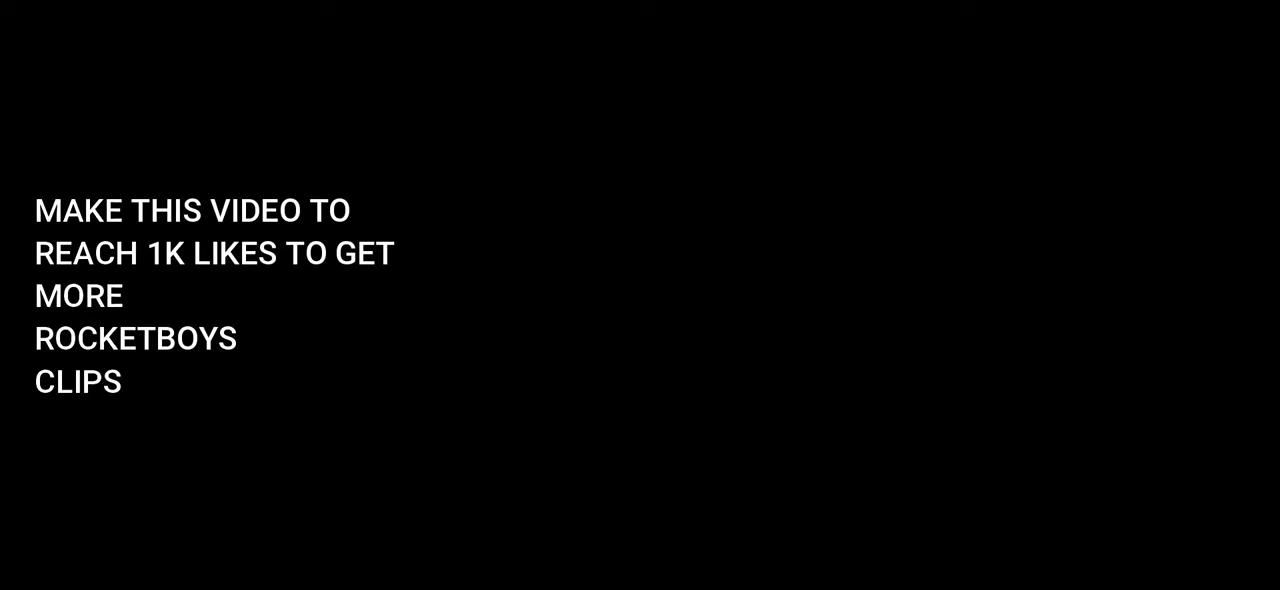 MAKE THIS VIDEO TO
REACH 1K LIKES TO GET
MORE
ROCKETBOYS
CLIPS